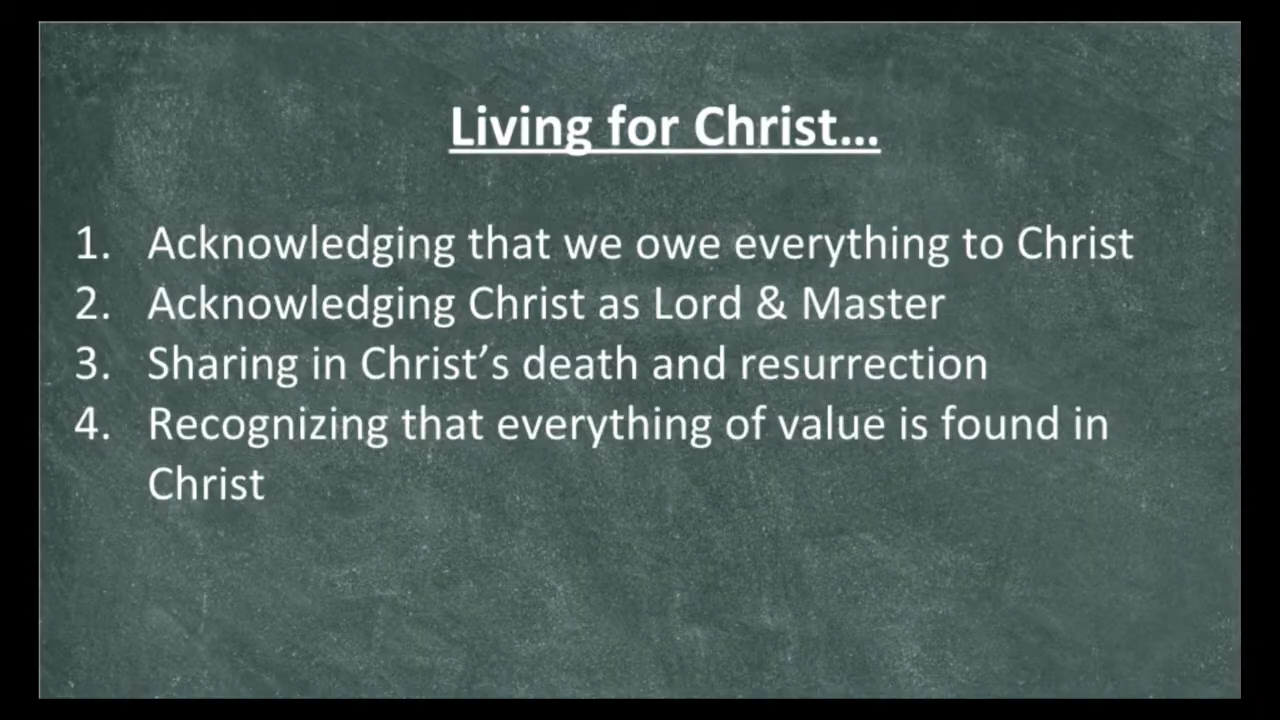 Living for Christ...
1. Acknowledging that we owe everything to Christ
2. Acknowledging Christ as Lord & Master
3. Sharing in Christ’s death and resurrection
4. Recognizing that everything of value is found in
Christ